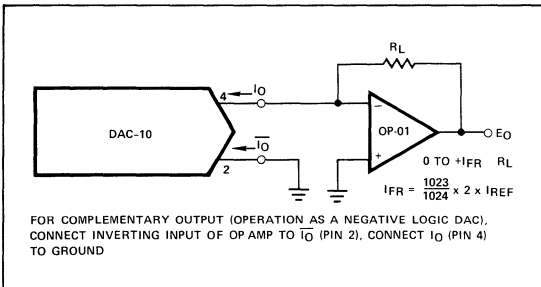 RL
4
IO
DAC-10
IO
2
−
OP-01
+
EO
0 TO +IFR RL
IFR = 1023/1024 x 2 x IREF
FOR COMPLEMENTARY OUTPUT (OPERATION AS A NEGATIVE LOGIC DAC),
CONNECT INVERTING INPUT OF OP AMP TO I̅O̅ (PIN 2), CONNECT IO (PIN 4)
TO GROUND